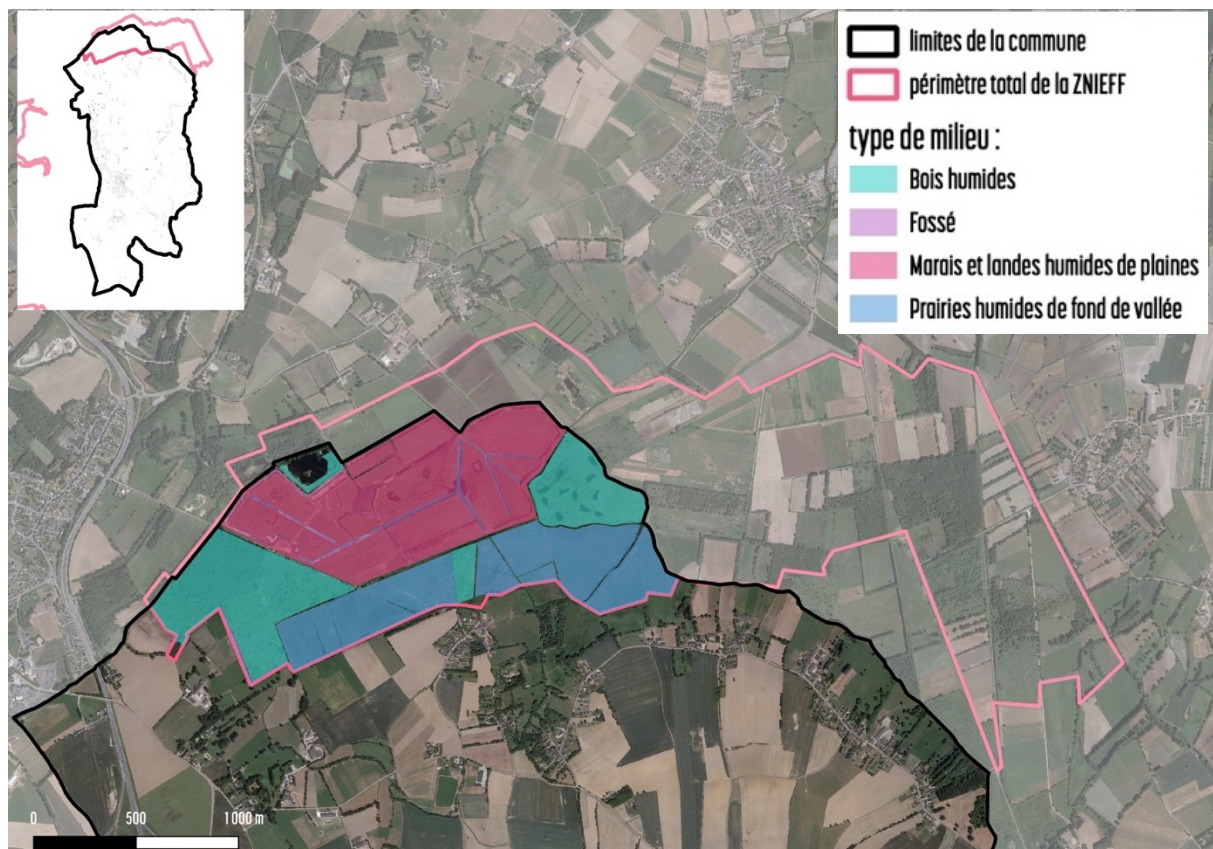 limites de la commune
périmètre total de la ZNIEFF
type de milieu :
Bois humides
Fossé
Marais et landes humides de plaines
Prairies humides de fond de vallée
0 500 1000 m